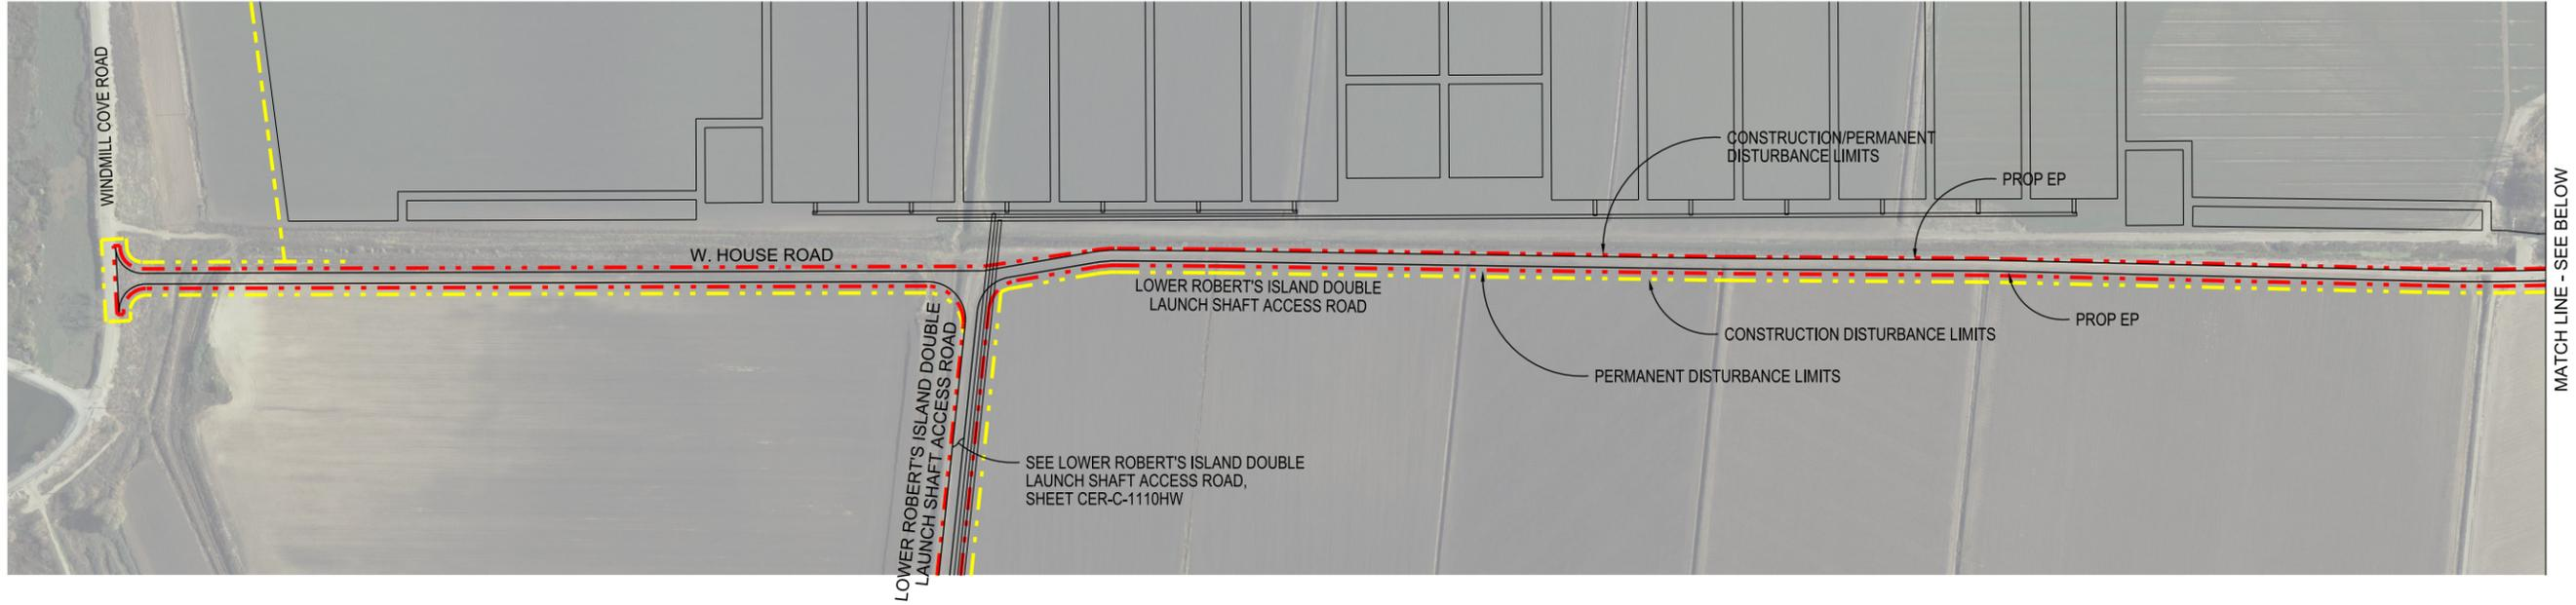 WINDMILL COVE ROAD
W. HOUSE ROAD
CONSTRUCTION/PERMANENT
DISTURBANCE LIMITS
PROP EP
MATCH LINE - SEE BELOW
LOWER ROBERT'S ISLAND DOUBLE
LAUNCH SHAFT ACCESS ROAD
CONSTRUCTION DISTURBANCE LIMITS
PROP EP
PERMANENT DISTURBANCE LIMITS
LOWER ROBERT'S ISLAND DOUBLE
LAUNCH SHAFT ACCESS ROAD
SEE LOWER ROBERT'S ISLAND DOUBLE
LAUNCH SHAFT ACCESS ROAD,
SHEET CER-C-1110HW